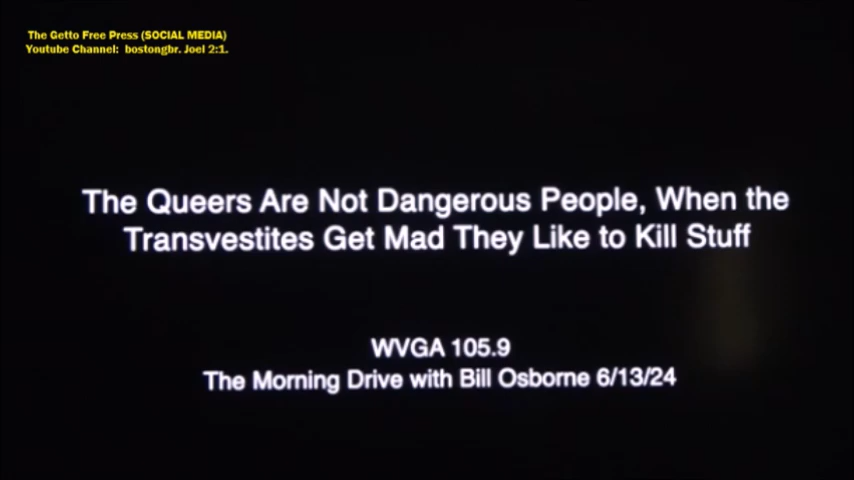 The Getto Free Press (SOCIAL MEDIA)
Youtube Channel: bostongbr. Joel 2:1.
The Queers Are Not Dangerous People, When the
Transvestites Get Mad They Like to Kill Stuff
WVGA 105.9
The Morning Drive with Bill Osborne 6/13/24